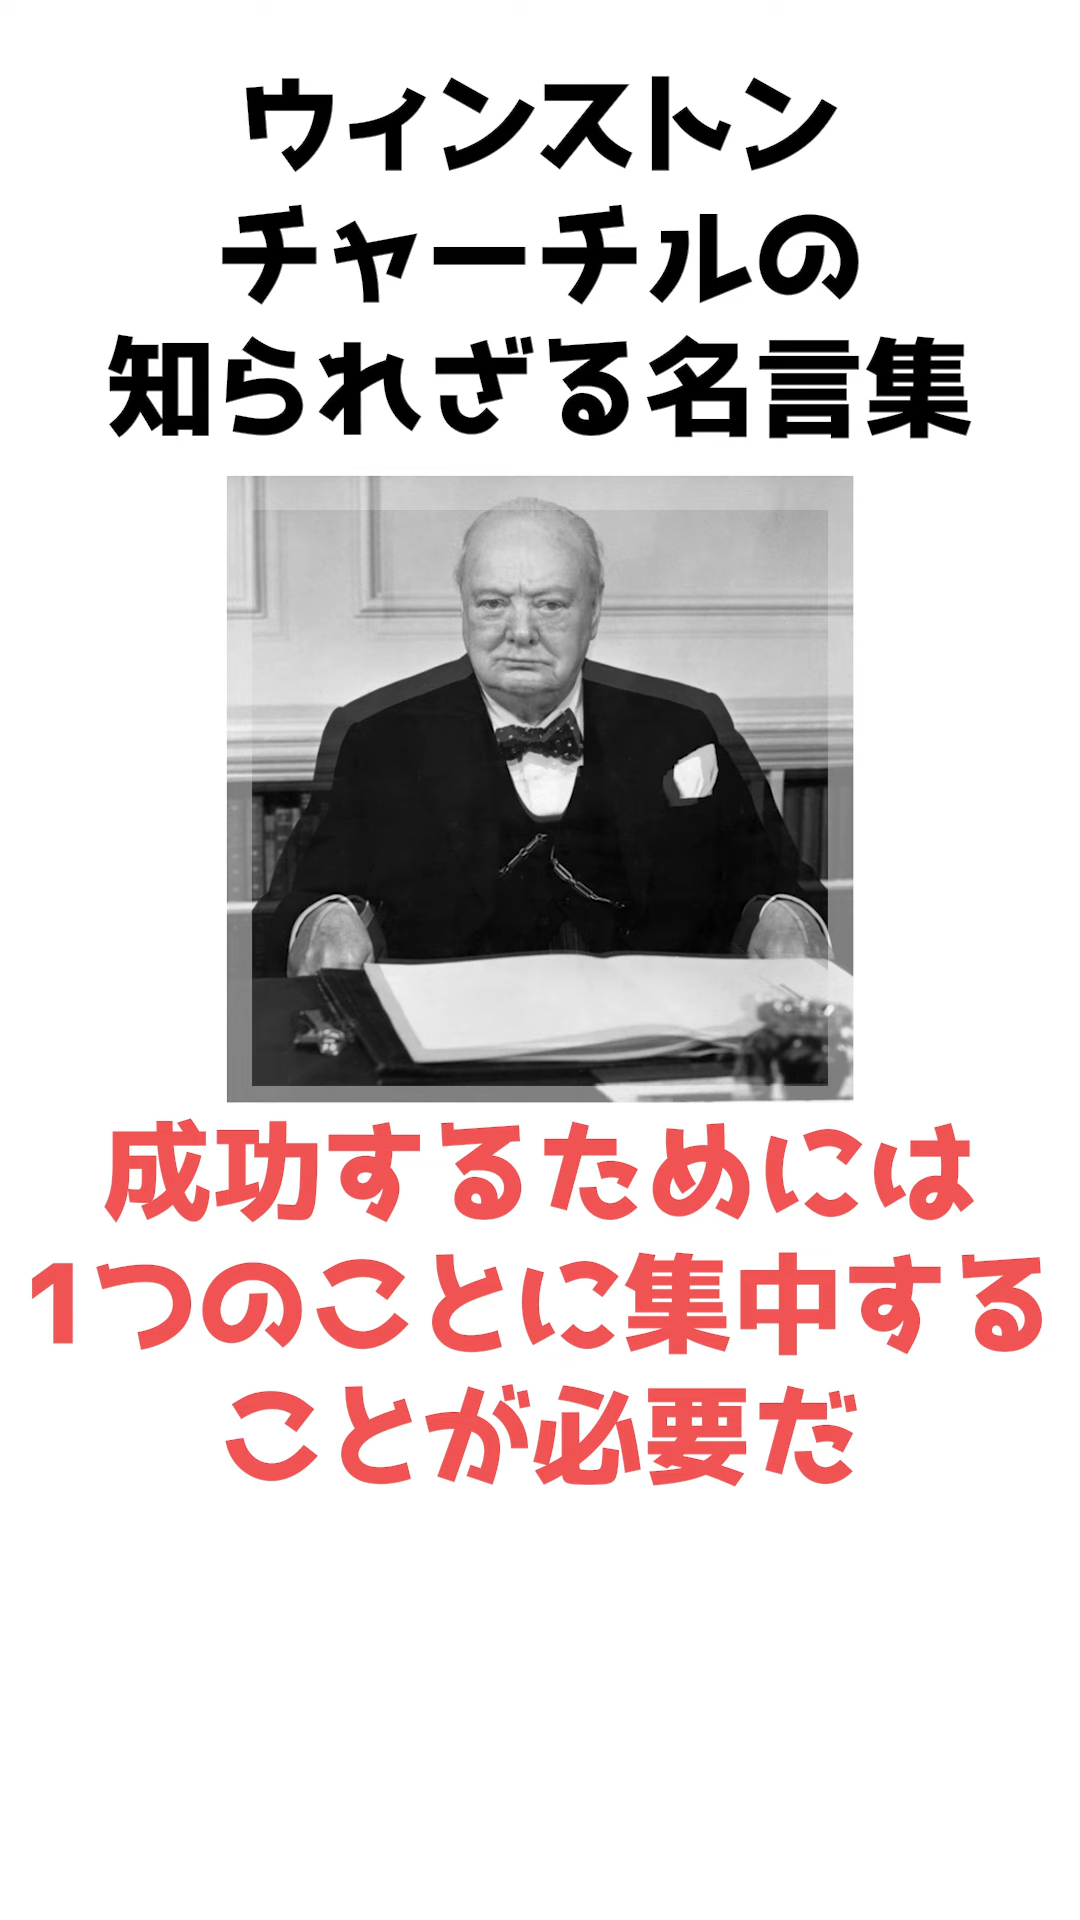 ウィンストン
チャーチルの
知られざる名言集
成功するためには
1つのことに集中する
ことが必要だ